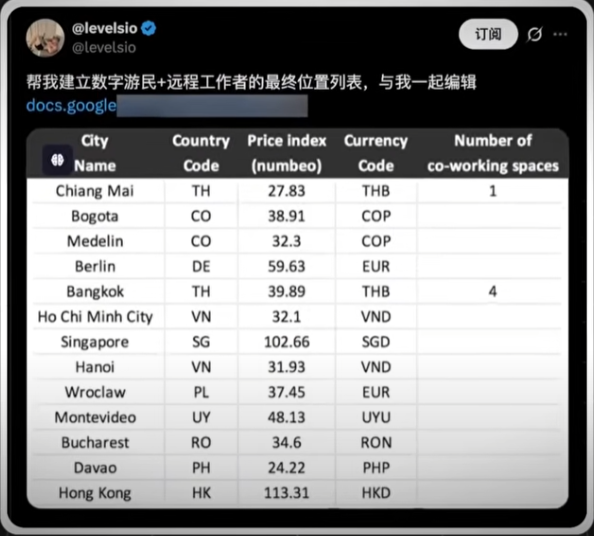 @levelsio
@levelsio
订阅
帮我建立数字游民+远程工作者的最终位置列表，与我一起编辑
docs.google
City Name Country Code Price index (numbeo) Currency Code Number of co-working spaces
Chiang Mai TH 27.83 THB 1
Bogota CO 38.91 COP
Medelin CO 32.3 COP
Berlin DE 59.63 EUR
Bangkok TH 39.89 THB 4
Ho Chi Minh City VN 32.1 VND
Singapore SG 102.66 SGD
Hanoi VN 31.93 VND
Wroclaw PL 37.45 EUR
Montevideo UY 48.13 UYU
Bucharest RO 34.6 RON
Davao PH 24.22 PHP
Hong Kong HK 113.31 HKD